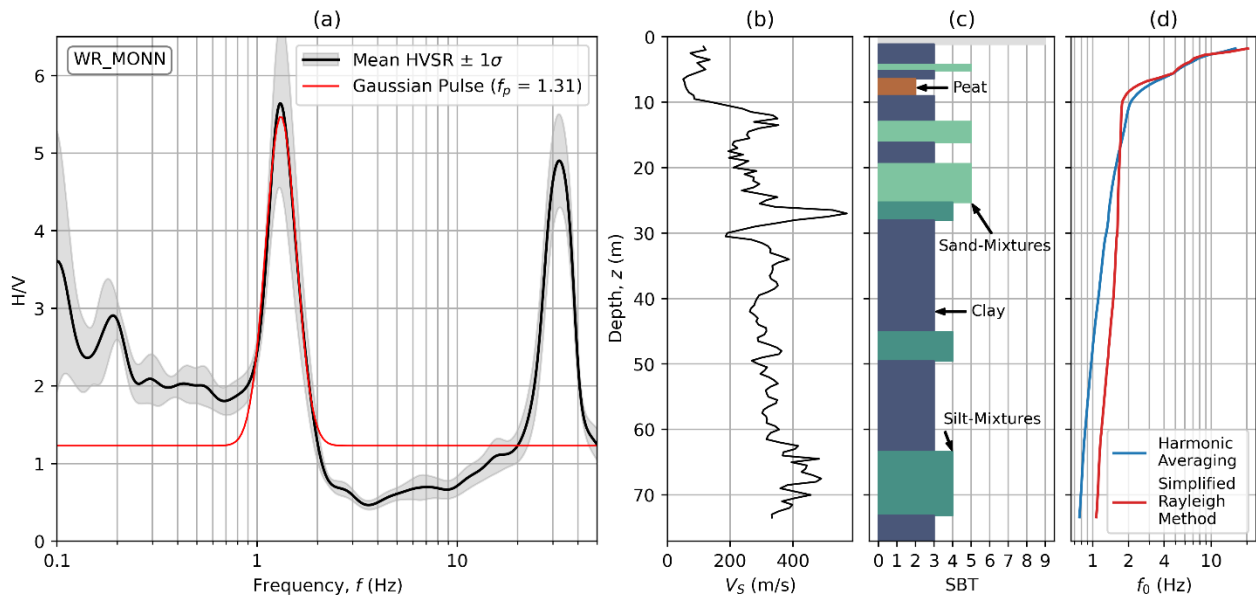 (a)
(b)
(c)
(d)
WR_MONN
Mean HVSR ± 1σ
Gaussian Pulse (fp = 1.31)
6
5
4
3
2
1
0
H/V
0.1
1
10
Frequency, f (Hz)
0
10
20
30
40
50
60
70
Depth, z (m)
0
200
400
VS (m/s)
Peat
Sand-Mixtures
Clay
Silt-Mixtures
0 1 2 3 4 5 6 7 8 9
SBT
Harmonic
Averaging
Simplified
Rayleigh
Method
1
2
10
f0 (Hz)